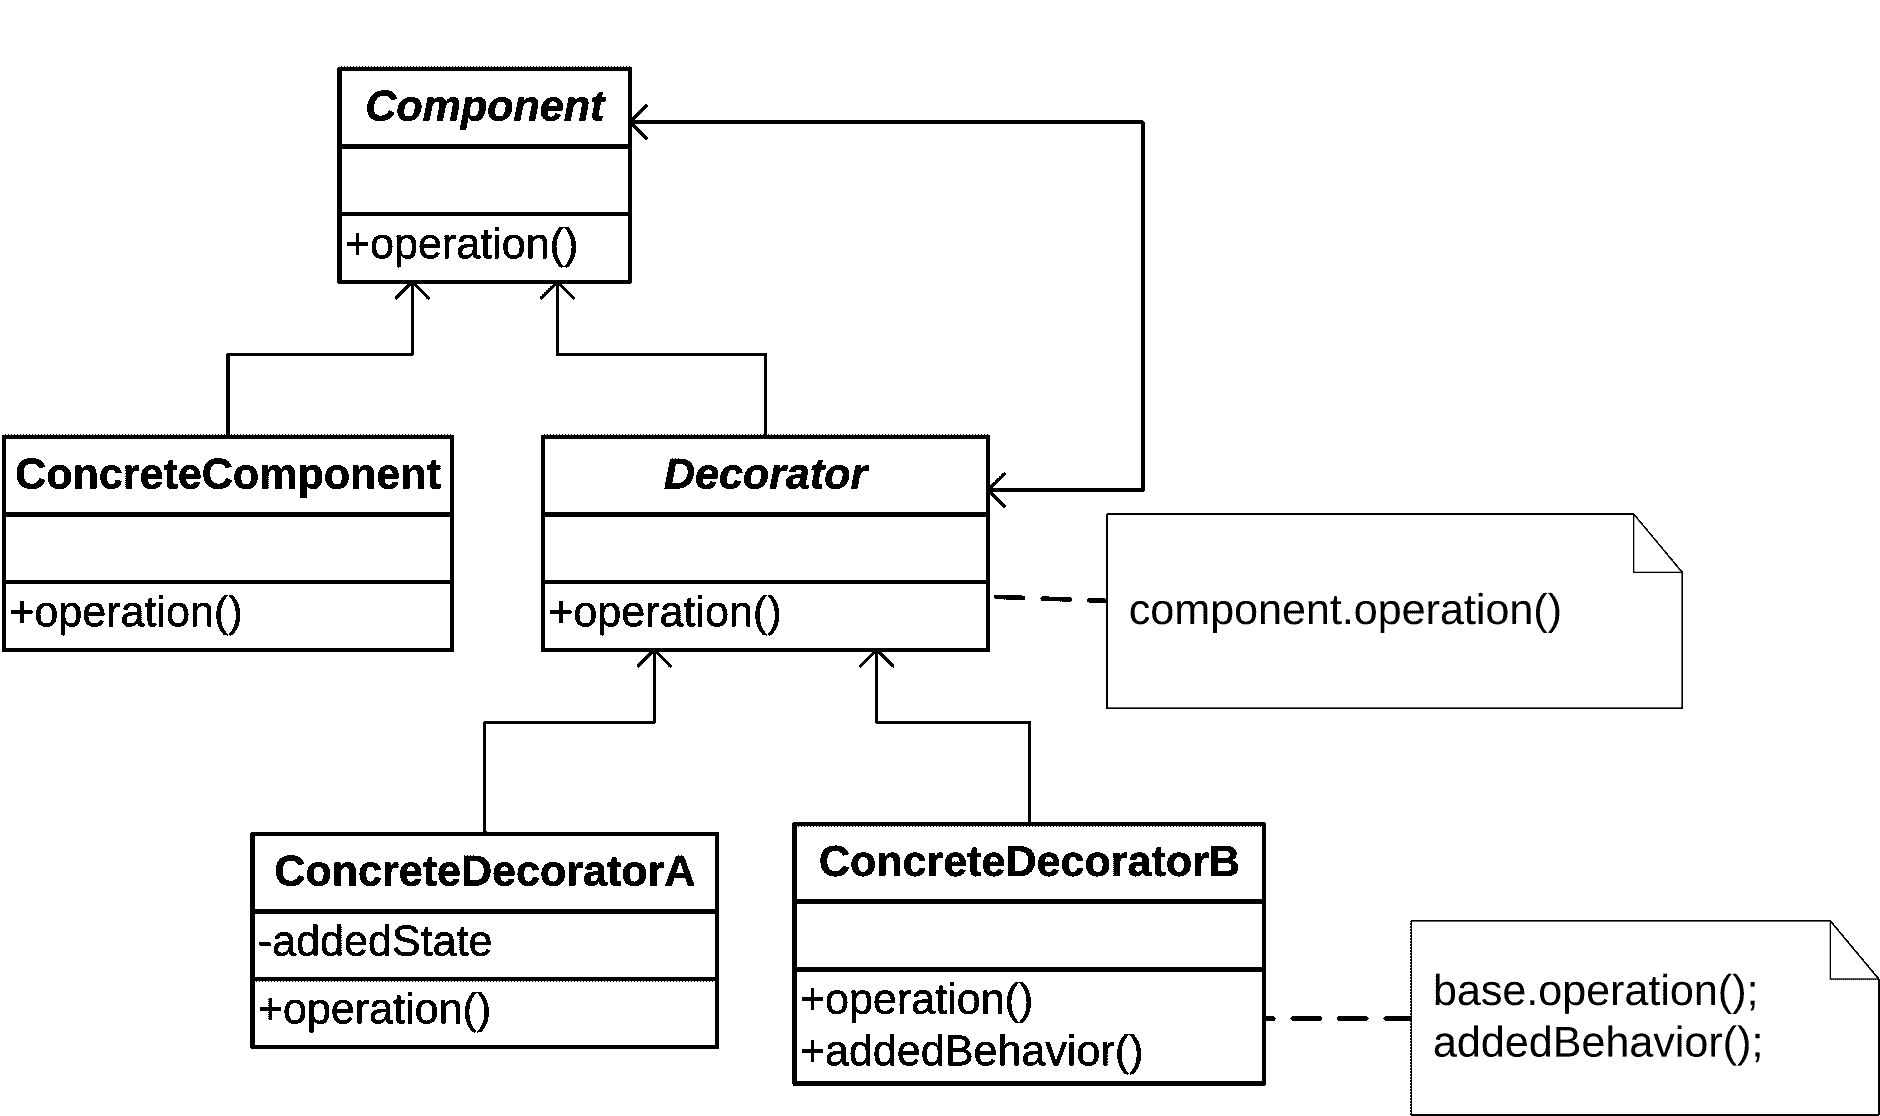 Component
+operation()
ConcreteComponent
+operation()
Decorator
+operation()
component.operation()
ConcreteDecoratorA
-addedState
+operation()
ConcreteDecoratorB
+operation()
+addedBehavior()
base.operation();
addedBehavior();